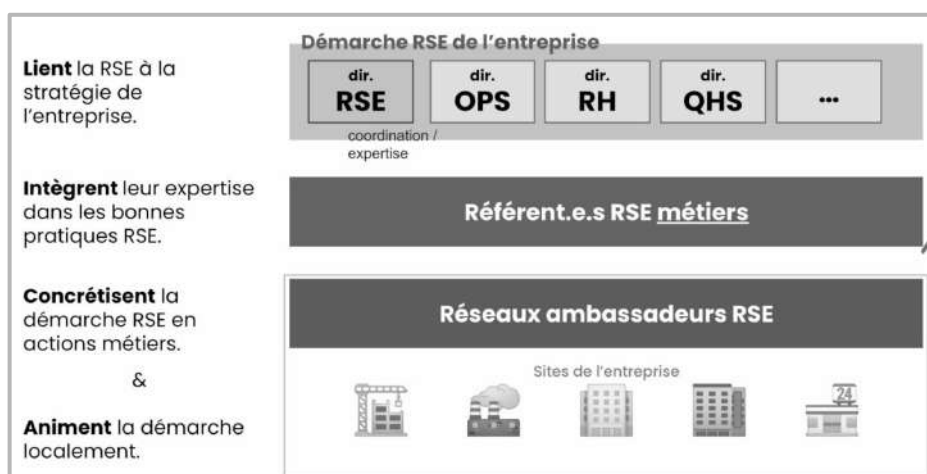 Démarche RSE de l'entreprise
Lient la RSE à la
stratégie de
l'entreprise.
dir.
RSE
dir.
OPS
dir.
RH
dir.
QHS
...
coordination /
expertise
Intègrent leur expertise
dans les bonnes
pratiques RSE.
Référent.e.s RSE métiers
Concrétisent la
démarche RSE en
actions métiers.
&
Animent la démarche
localement.
Réseaux ambassadeurs RSE
Sites de l'entreprise
24